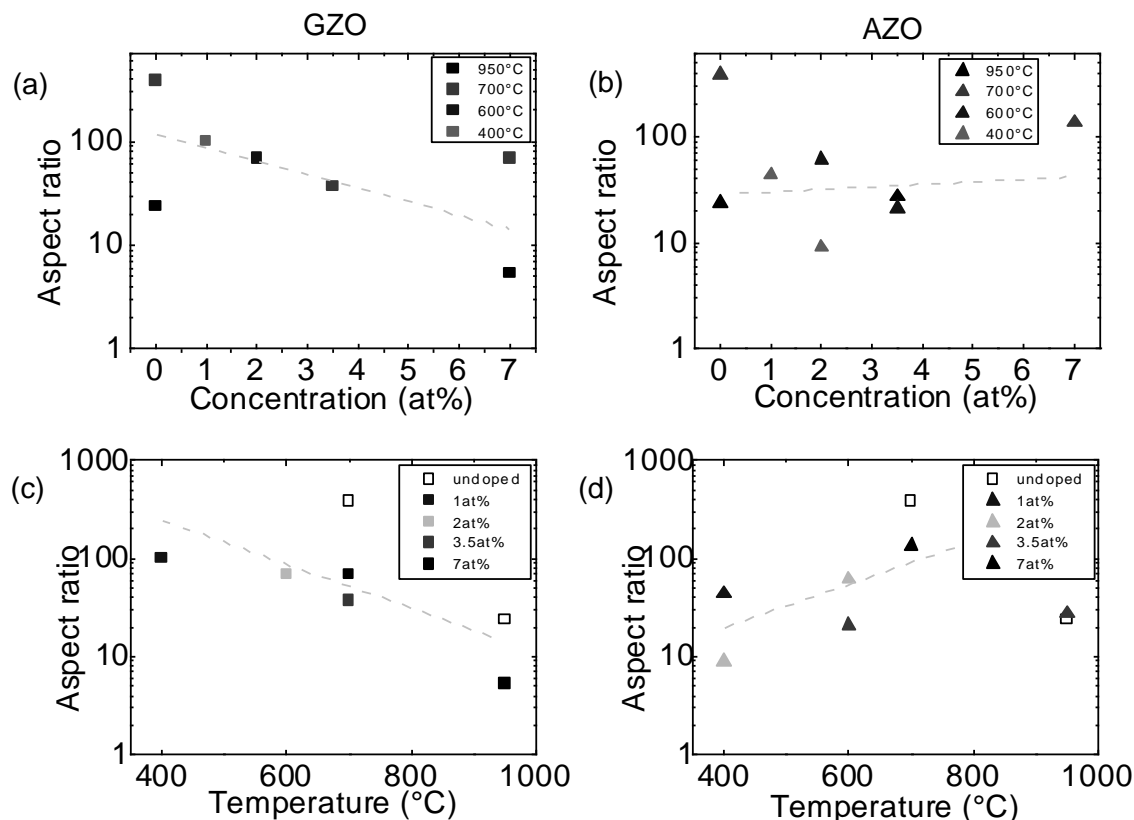 GZO
AZO
(a)
Aspect ratio
100
10
1
950°C
700°C
600°C
400°C
0 1 2 3 4 5 6 7
Concentration (at%)
(b)
Aspect ratio
100
10
1
950°C
700°C
600°C
400°C
0 1 2 3 4 5 6 7
Concentration (at%)
(c)
Aspect ratio
1000
100
10
1
undoped
1at%
2at%
3.5at%
7at%
400 600 800 1000
Temperature (°C)
(d)
Aspect ratio
1000
100
10
1
undoped
1at%
2at%
3.5at%
7at%
400 600 800 1000
Temperature (°C)